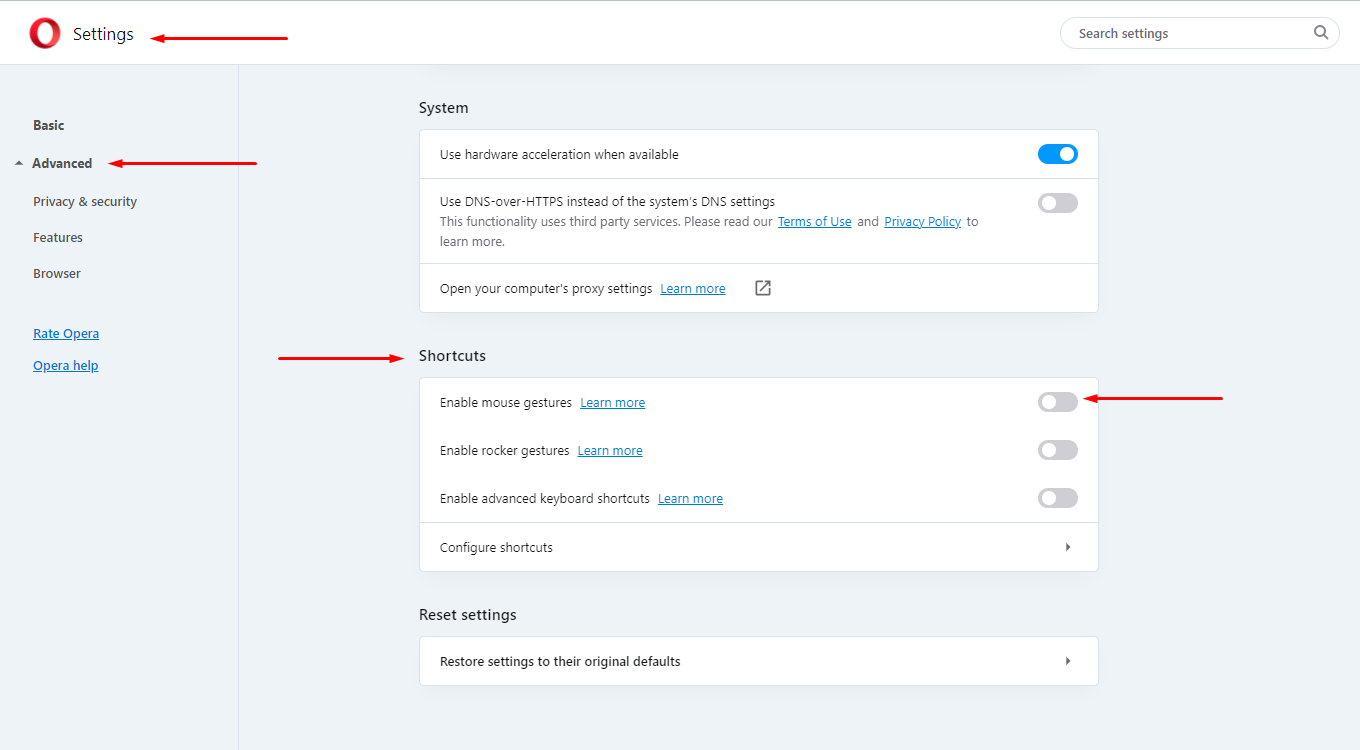 Settings
Search settings
Basic
Advanced
Privacy & security
Features
Browser
Rate Opera
Opera help
System
Use hardware acceleration when available
Use DNS-over-HTTPS instead of the system's DNS settings
This functionality uses third party services. Please read our Terms of Use and Privacy Policy to
learn more.
Open your computer's proxy settings Learn more
Shortcuts
Enable mouse gestures Learn more
Enable rocker gestures Learn more
Enable advanced keyboard shortcuts Learn more
Configure shortcuts
Reset settings
Restore settings to their original defaults